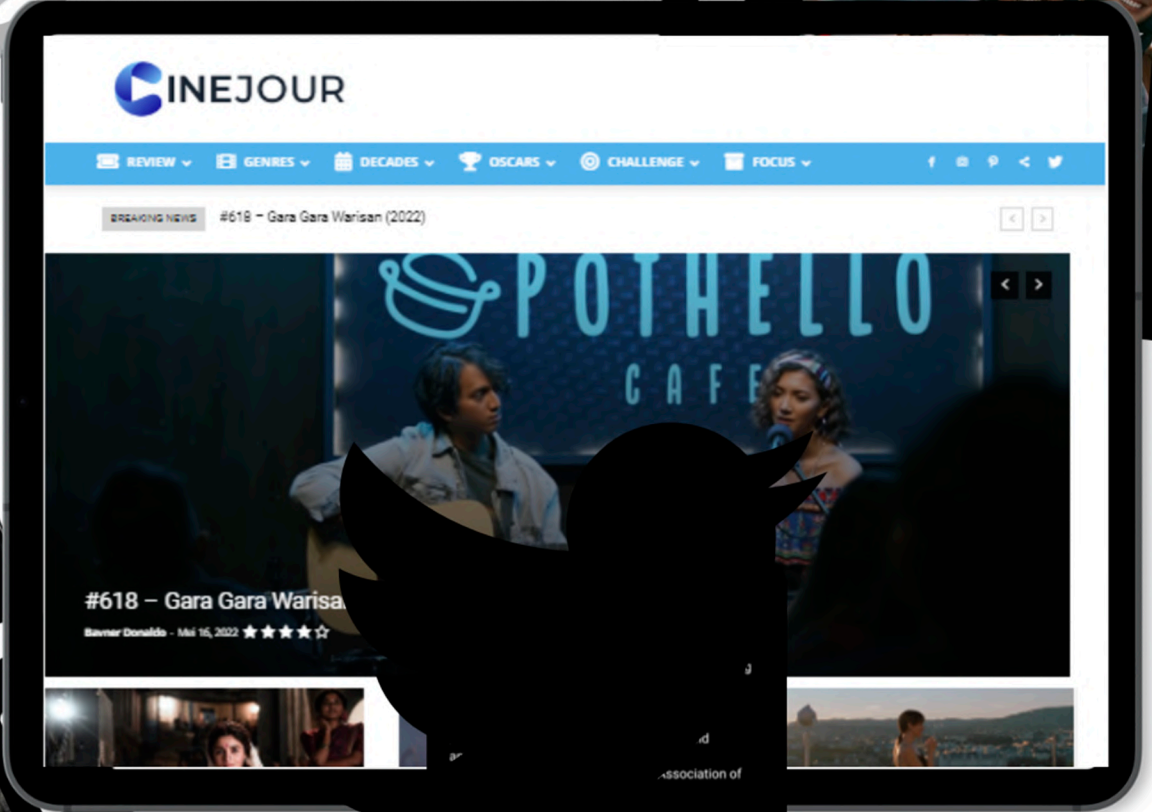 CINEJOUR
REVIEW GENRES DECADES OSCARS CHALLENGE FOCUS
BREAKING NEWS #618 – Gara Gara Warisan (2022)
POTHELLO
CAFE
#618 – Gara Gara Warisa
Bavner Donaldo - Mei 16, 2022
ssociation of